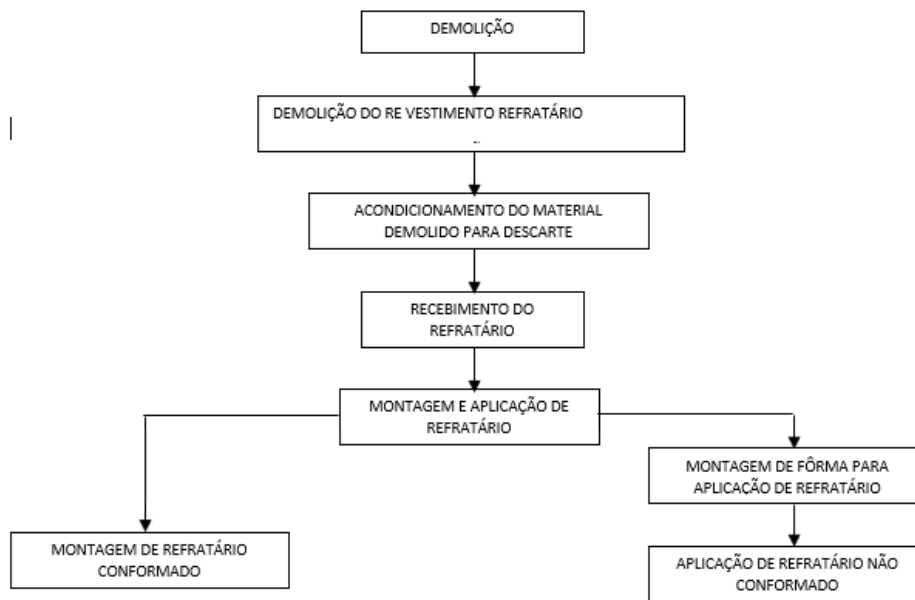 DEMOLIÇÃO
DEMOLIÇÃO DO RE VESTIMENTO REFRATÁRIO
..
ACONDICIONAMENTO DO MATERIAL
DEMOLIDO PARA DESCARTE
RECEBIMENTO DO
REFRATÁRIO
MONTAGEM E APLICAÇÃO DE
REFRATÁRIO
MONTAGEM DE FÔRMA PARA
APLICAÇÃO DE REFRATÁRIO
MONTAGEM DE REFRATÁRIO
CONFORMADO
APLICAÇÃO DE REFRATÁRIO NÃO
CONFORMADO